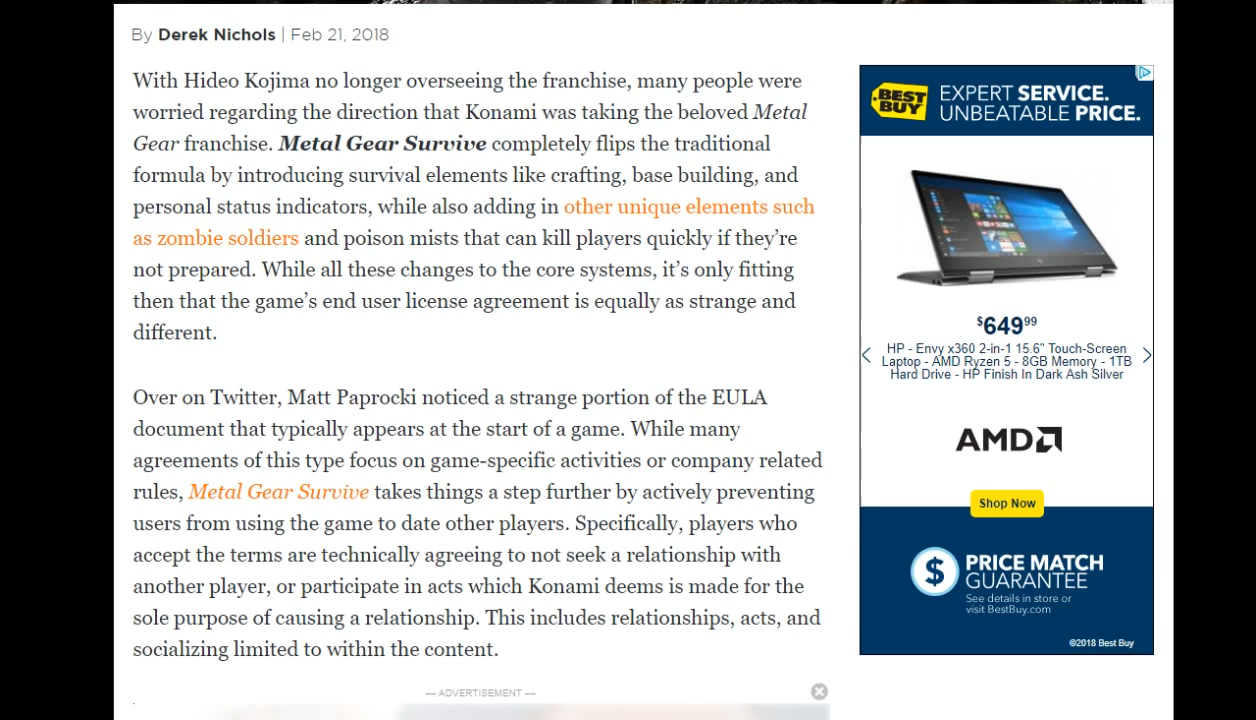 By Derek Nichols | Feb 21, 2018
With Hideo Kojima no longer overseeing the franchise, many people were
worried regarding the direction that Konami was taking the beloved Metal
Gear franchise. Metal Gear Survive completely flips the traditional
formula by introducing survival elements like crafting, base building, and
personal status indicators, while also adding in other unique elements such
as zombie soldiers and poison mists that can kill players quickly if they’re
not prepared. While all these changes to the core systems, it’s only fitting
then that the game’s end user license agreement is equally as strange and
different.
Over on Twitter, Matt Paprocki noticed a strange portion of the EULA
document that typically appears at the start of a game. While many
agreements of this type focus on game-specific activities or company related
rules, Metal Gear Survive takes things a step further by actively preventing
users from using the game to date other players. Specifically, players who
accept the terms are technically agreeing to not seek a relationship with
another player, or participate in acts which Konami deems is made for the
sole purpose of causing a relationship. This includes relationships, acts, and
socializing limited to within the content.
— ADVERTISEMENT —
BEST BUY
EXPERT SERVICE.
UNBEATABLE PRICE.
$64999
HP - Envy x360 2-in-1 15.6" Touch-Screen
Laptop - AMD Ryzen 5 - 8GB Memory - 1TB
Hard Drive - HP Finish In Dark Ash Silver
AMD
Shop Now
$
PRICE MATCH
GUARANTEE
See details in store or
visit BestBuy.com
©2018 Best Buy